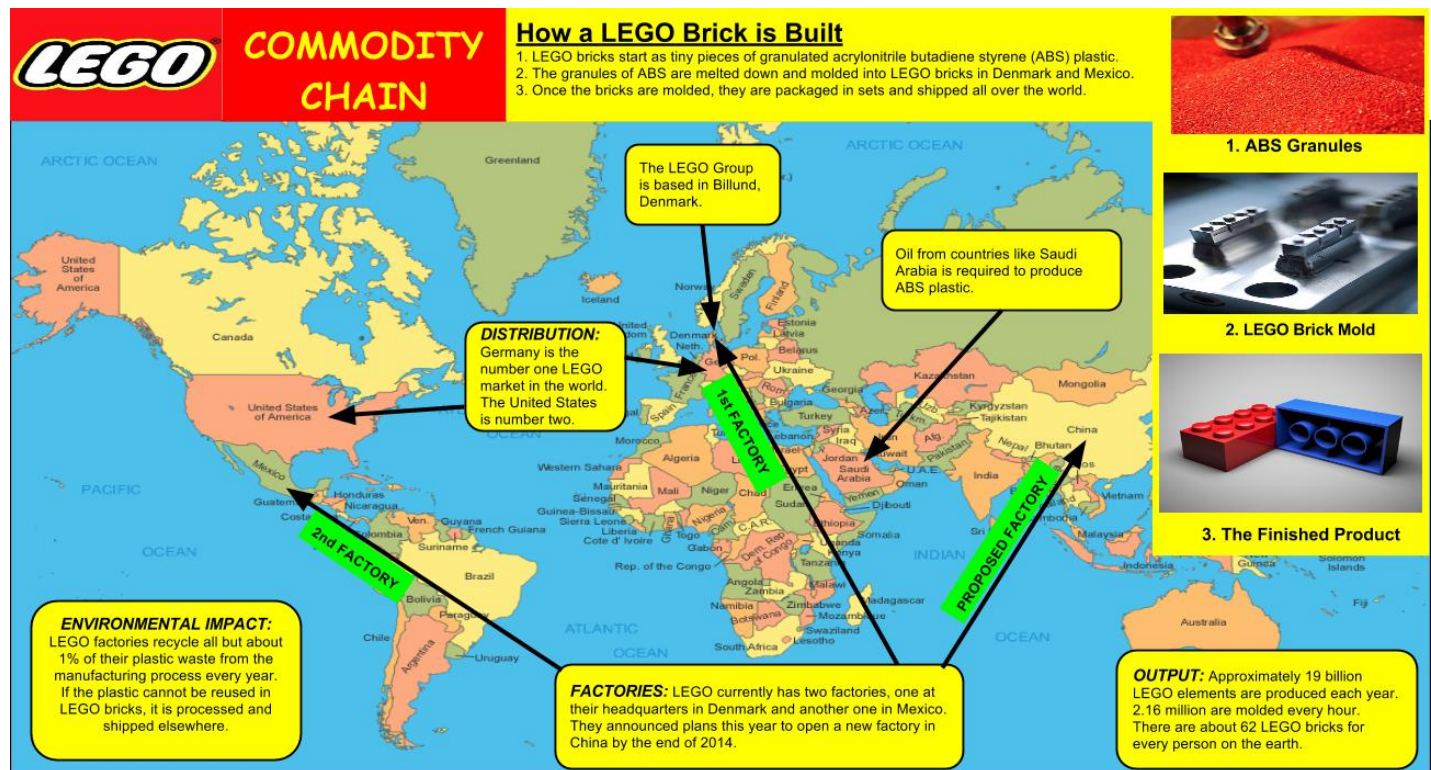 LEGO
COMMODITY
CHAIN
How a LEGO Brick is Built
1. LEGO bricks start as tiny pieces of granulated acrylonitrile butadiene styrene (ABS) plastic.
2. The granules of ABS are melted down and molded into LEGO bricks in Denmark and Mexico.
3. Once the bricks are molded, they are packaged in sets and shipped all over the world.
1. ABS Granules
2. LEGO Brick Mold
3. The Finished Product
ARCTIC OCEAN
Greenland
ARCTIC OCEAN
The LEGO Group
is based in Billund,
Denmark.
Oil from countries like Saudi
Arabia is required to produce
ABS plastic.
United
States
of America
Canada
Iceland
Norway
Sweden
Finland
Estonia
Latvia
Denmark
Neth.
Belarus
Pol.
Ukraine
France
Rom.
Bulgaria
Spain
DISTRIBUTION:
Germany is the
number one LEGO
market in the world.
The United States
is number two.
United States
of America
OCEAN
Kazakhstan
Mongolia
Georgia
Azer.
Kyrgyzstan
Tajikistan
Turkey
Syria
Iraq
Afg.
Pakistan
Nepal
Bhutan
China
Jordan
Saudi
Arabia
U.A.E.
Oman
Yemen
India
Vietnam
Malaysia
Indonesia
Morocco
Algeria
Western Sahara
Mauritania
Mali
Niger
Chad
Senegal
Guinea-Bissau
Sierra Leone
Liberia
Cote d' Ivoire
Ghana
Togo
Nigeria
C.A.R.
Gabon
Rep. of the Congo
Dem. Rep.
of Congo
Djibouti
Ethiopia
Somalia
Angola
Zambia
Malawi
Namibia
Zimbabwe
Botswana
Mozambique
Swaziland
Lesotho
South Africa
Mexico
Honduras
Nicaragua
Ven.
Guyana
French Guiana
Suriname
Brazil
Bolivia
Paraguay
Chile
Argentina
Uruguay
PACIFIC
OCEAN
ATLANTIC
OCEAN
INDIAN
OCEAN
Solomon
Islands
Fiji
Australia
1st FACTORY
2nd FACTORY
PROPOSED FACTORY
ENVIRONMENTAL IMPACT:
LEGO factories recycle all but about
1% of their plastic waste from the
manufacturing process every year.
If the plastic cannot be reused in
LEGO bricks, it is processed and
shipped elsewhere.
FACTORIES: LEGO currently has two factories, one at
their headquarters in Denmark and another one in Mexico.
They announced plans this year to open a new factory in
China by the end of 2014.
OUTPUT: Approximately 19 billion
LEGO elements are produced each year.
2.16 million are molded every hour.
There are about 62 LEGO bricks for
every person on the earth.